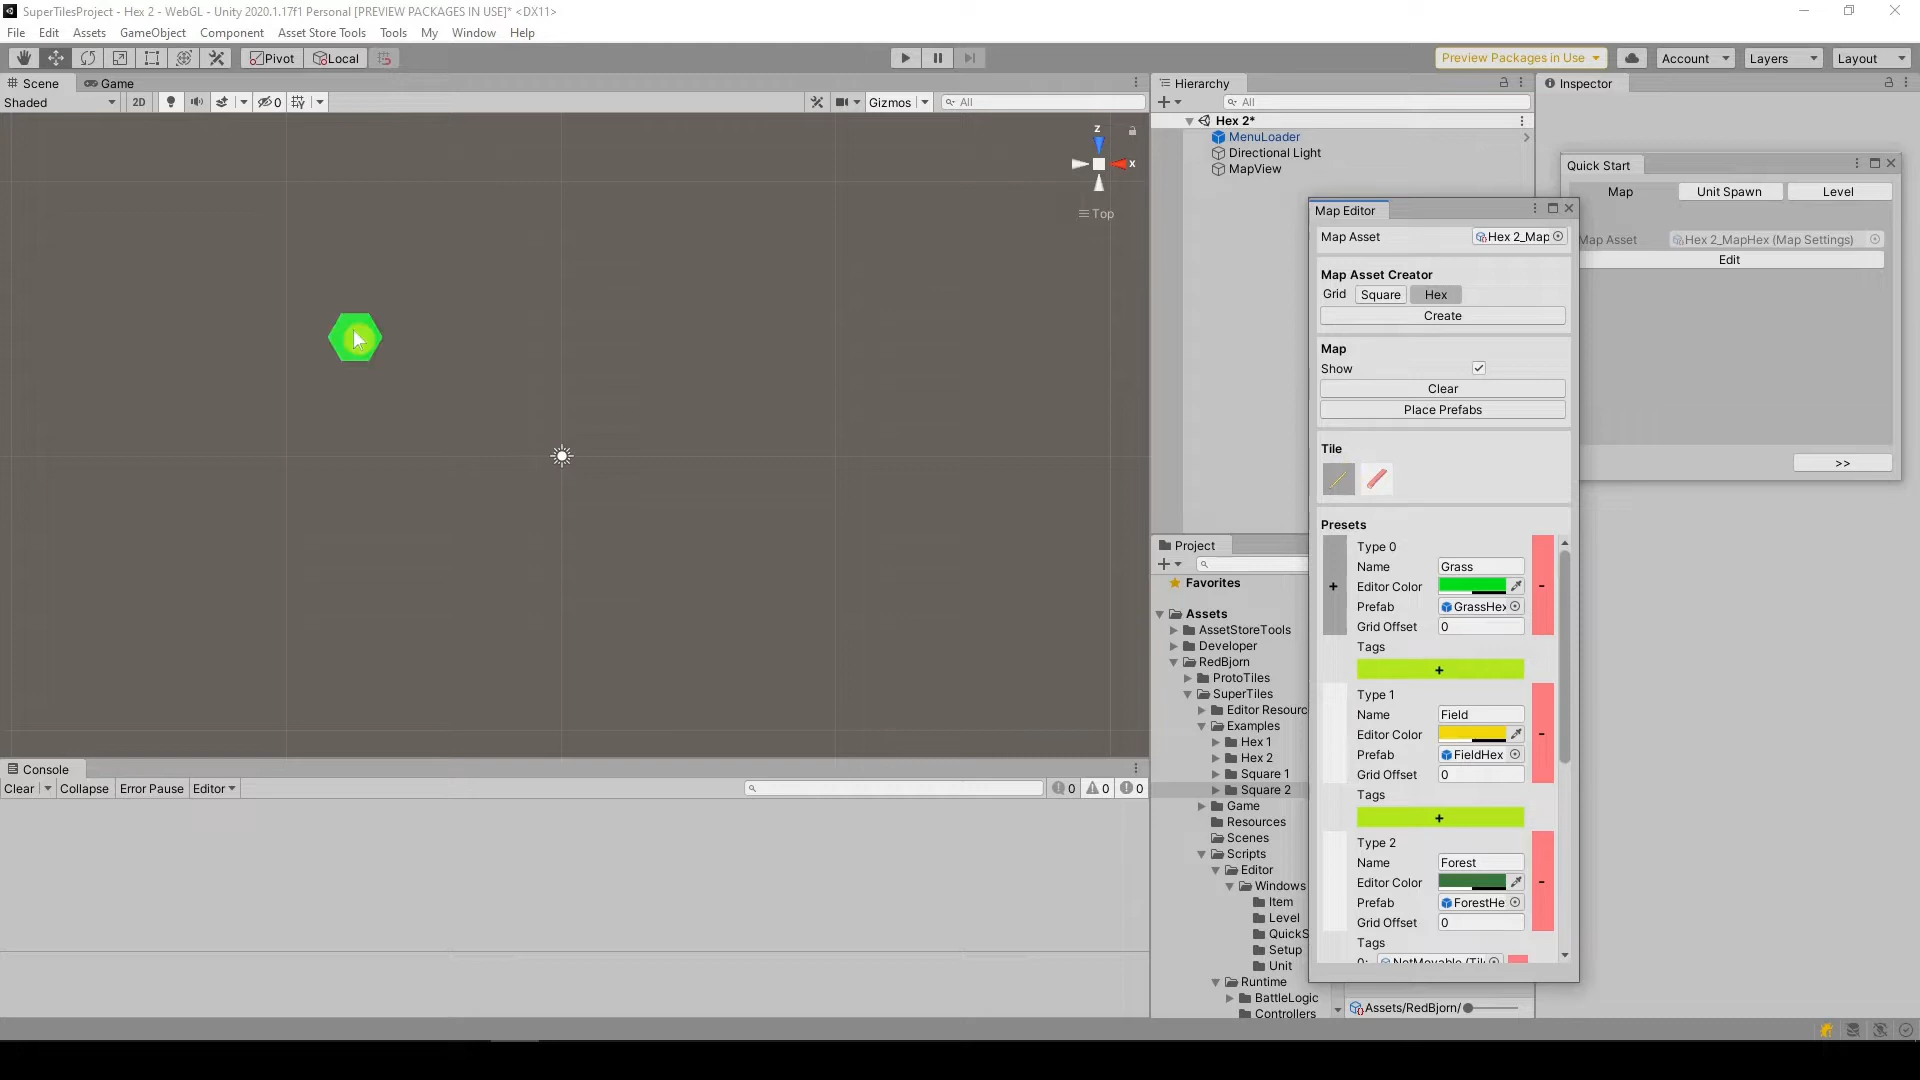 SuperTilesProject - Hex 2 - WebGL - Unity 2020.1.17f1 Personal [PREVIEW PACKAGES IN USE]* <DX11>
File Edit Assets GameObject Component Asset Store Tools Tools My Window Help
Pivot Local Preview Packages in Use Account Layers Layout
Scene Game
Shaded 2D 0 Gizmos All
z
x
Top
Hierarchy
All
Hex 2*
MenuLoader
Directional Light
MapView
Inspector
Quick Start
Map Unit Spawn Level
Map Asset Hex 2_MapHex (Map Settings)
Edit
>>
Map Editor
Map Asset Hex 2_Map
Map Asset Creator
Grid Square Hex
Create
Map
Show
Clear
Place Prefabs
Tile
Presets
Type 0
Name Grass
+ Editor Color -
Prefab GrassHex
Grid Offset 0
Tags
+
Type 1
Name Field
Editor Color -
Prefab FieldHex
Grid Offset 0
Tags
+
Type 2
Name Forest
Editor Color -
Prefab ForestHe
Grid Offset 0
Tags
0: NotMovable (Til
Project
Favorites
Assets
AssetStoreTools
Developer
RedBjorn
ProtoTiles
SuperTiles
Editor Resourc
Examples
Hex 1
Hex 2
Square 1
Square 2
Game
Resources
Scenes
Scripts
Editor
Windows
Item
Level
QuickS
Setup
Unit
Runtime
BattleLogic
Controllers
Assets/RedBjorn/
Console
Clear Collapse Error Pause Editor 0 0 0